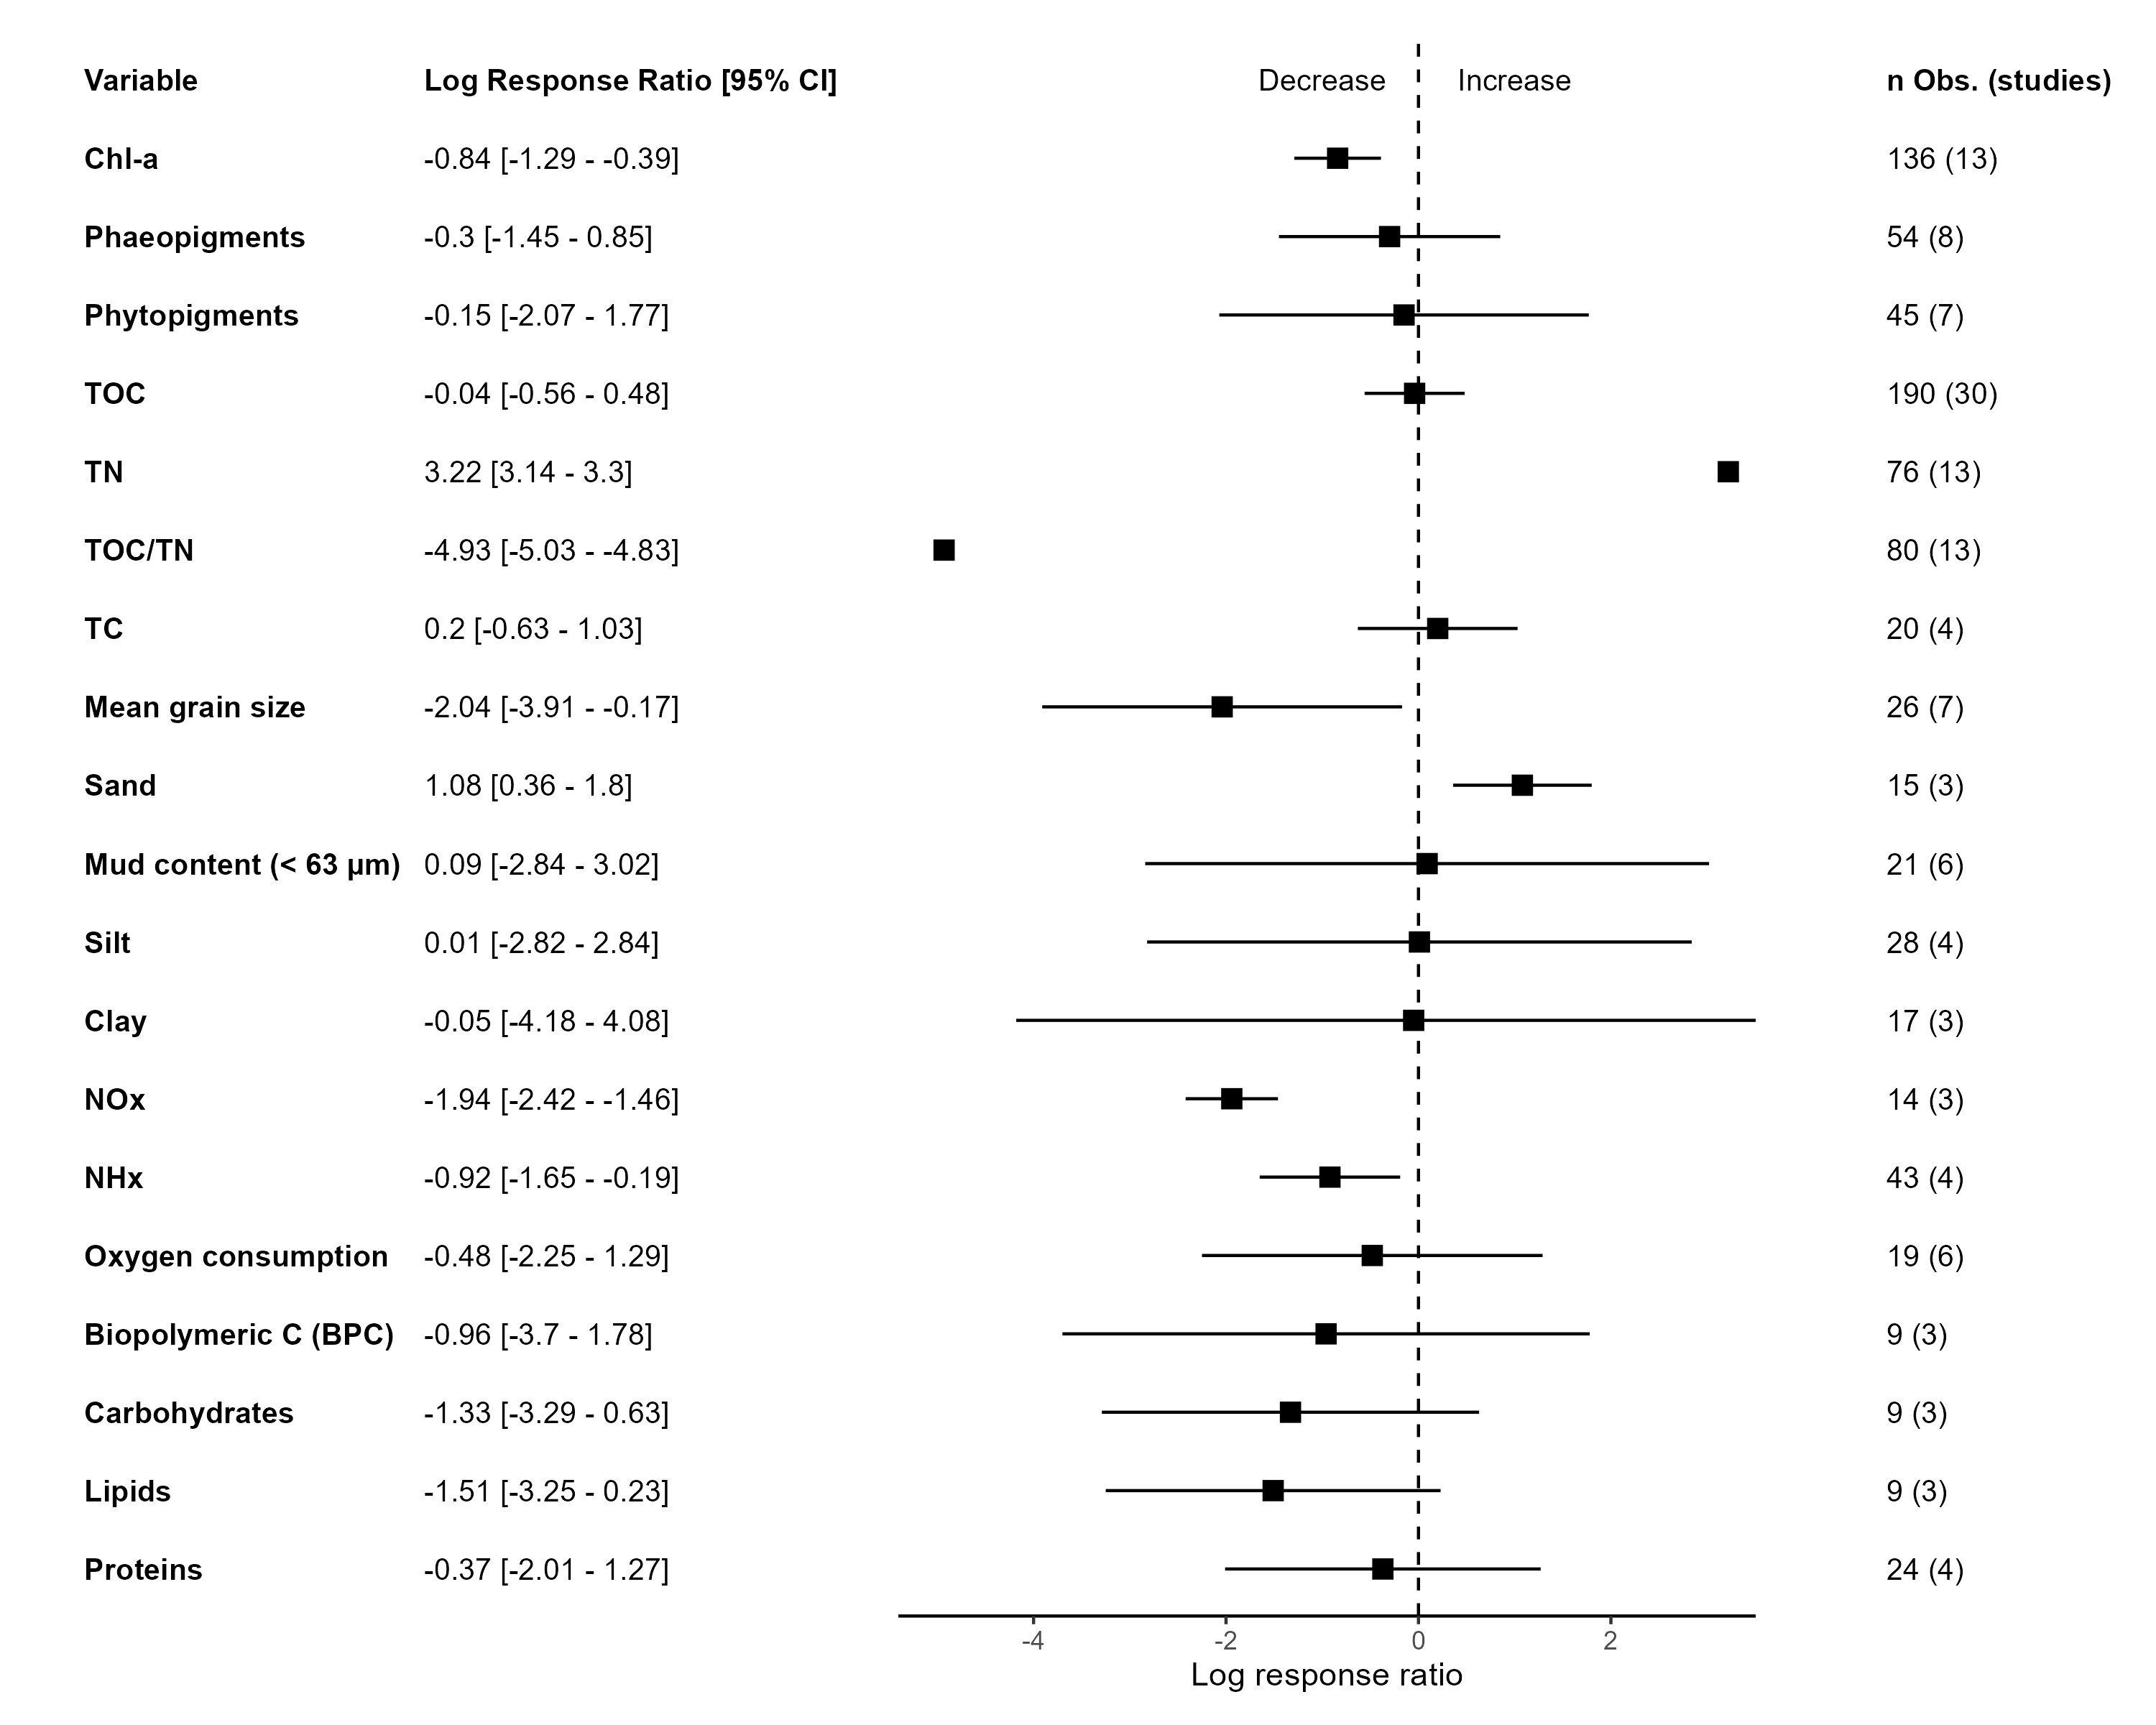 Variable Log Response Ratio [95% CI] Decrease Increase n Obs. (studies)
Chl-a -0.84 [-1.29 - -0.39] 136 (13)
Phaeopigments -0.3 [-1.45 - 0.85] 54 (8)
Phytopigments -0.15 [-2.07 - 1.77] 45 (7)
TOC -0.04 [-0.56 - 0.48] 190 (30)
TN 3.22 [3.14 - 3.3] 76 (13)
TOC/TN -4.93 [-5.03 - -4.83] 80 (13)
TC 0.2 [-0.63 - 1.03] 20 (4)
Mean grain size -2.04 [-3.91 - -0.17] 26 (7)
Sand 1.08 [0.36 - 1.8] 15 (3)
Mud content (< 63 µm) 0.09 [-2.84 - 3.02] 21 (6)
Silt 0.01 [-2.82 - 2.84] 28 (4)
Clay -0.05 [-4.18 - 4.08] 17 (3)
NOx -1.94 [-2.42 - -1.46] 14 (3)
NHx -0.92 [-1.65 - -0.19] 43 (4)
Oxygen consumption -0.48 [-2.25 - 1.29] 19 (6)
Biopolymeric C (BPC) -0.96 [-3.7 - 1.78] 9 (3)
Carbohydrates -1.33 [-3.29 - 0.63] 9 (3)
Lipids -1.51 [-3.25 - 0.23] 9 (3)
Proteins -0.37 [-2.01 - 1.27] 24 (4)
-4 -2 0 2
Log response ratio